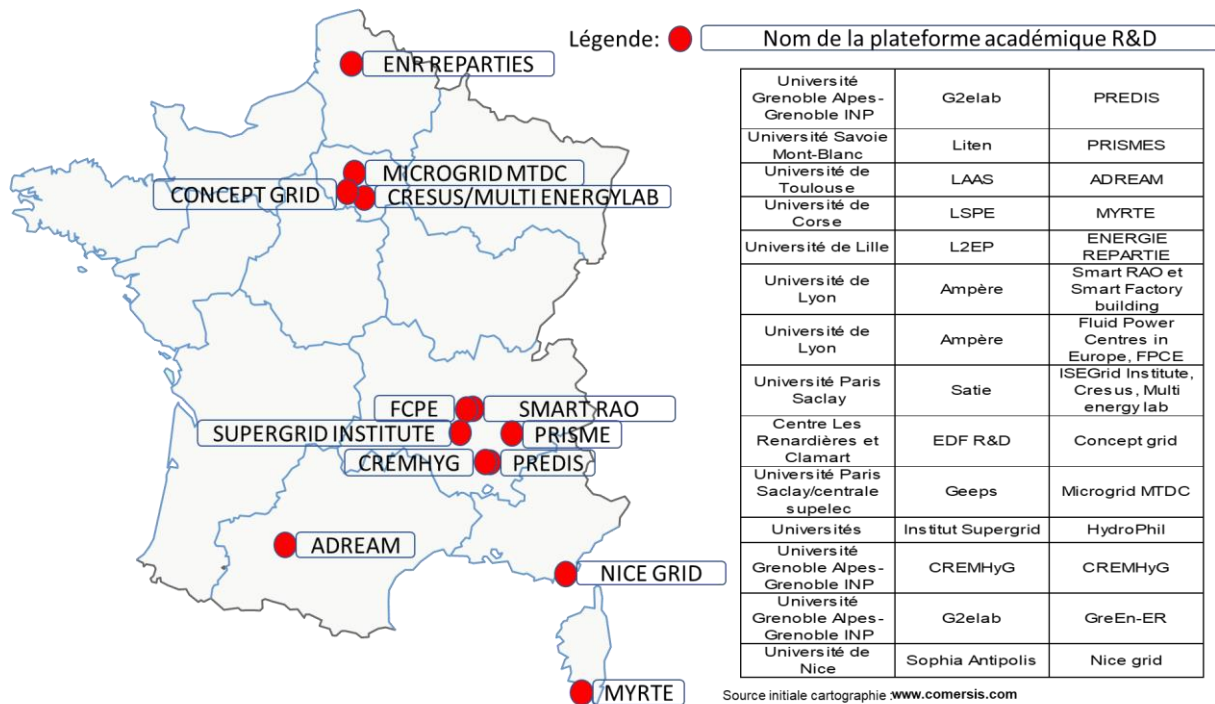 Légende:
Nom de la plateforme académique R&D
ENR REPARTIES
MICROGRID MTDC
CONCEPT GRID
CRESUS/MULTI ENERGYLAB
FCPE
SMART RAO
SUPERGRID INSTITUTE
PRISME
CREMHYG
PREDIS
ADREAM
NICE GRID
MYRTE
Université
Grenoble Alpes-
Grenoble INP
G2elab
PREDIS
Université Savoie
Mont-Blanc
Liten
PRISMES
Université de
Toulouse
LAAS
ADREAM
Université de
Corse
LSPE
MYRTE
Université de Lille
L2EP
ENERGIE
REPARTIE
Université de
Lyon
Ampère
Smart RAO et
Smart Factory
building
Université de
Lyon
Ampère
Fluid Power
Centres in
Europe, FPCE
Université Paris
Saclay
Satie
ISEGrid Institute,
Cresus, Multi
energy lab
Centre Les
Renardières et
Clamart
EDF R&D
Concept grid
Université Paris
Saclay/centrale
supelec
Geeps
Microgrid MTDC
Universités
Institut Supergrid
HydroPhil
Université
Grenoble Alpes-
Grenoble INP
CREMHyG
CREMHyG
Université
Grenoble Alpes-
Grenoble INP
G2elab
GreEn-ER
Université de
Nice
Sophia Antipolis
Nice grid
Source initiale cartographie :www.comersis.com